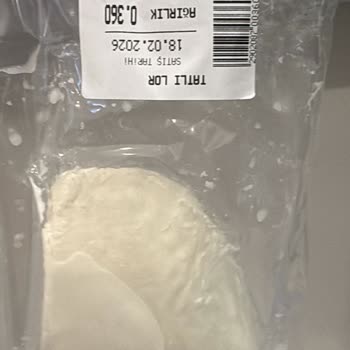 TATLI LOR
SATIŞ TARİHİ
18.02.2026
AĞIRLIK
0.360